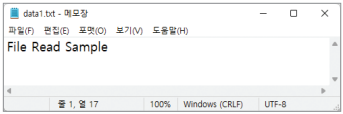 data1.txt - 메모장
파일(F) 편집(E) 포맷(O) 보기(V) 도움말(H)
File Read Sample
줄 1, 열 17 100% Windows (CRLF) UTF-8